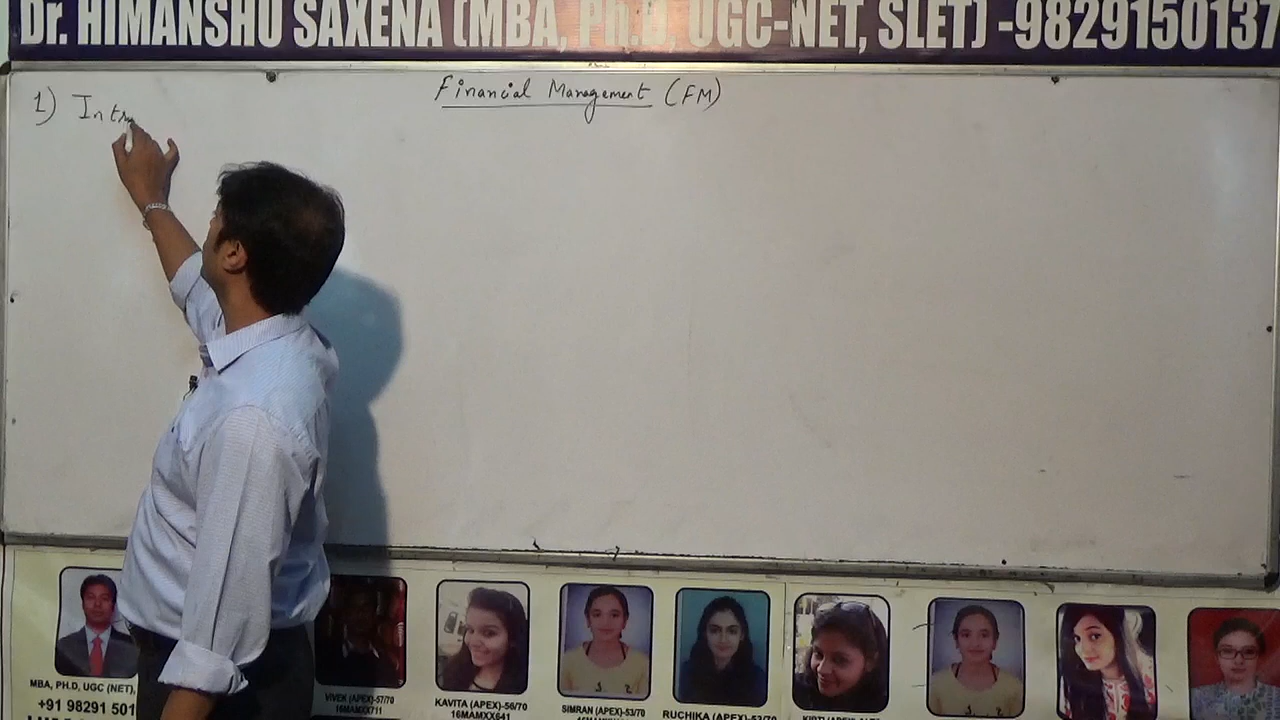 Dr. HIMANSHU SAXENA (MBA, Ph.D, UGC-NET, SLET) -9829150137
Financial Management (FM)
1) Intr
MBA, PH.D, UGC (NET),
+91 98291 501
VIVEK (APEX)-57/70
16MAMXX711
KAVITA (APEX)-56/70
16MAMXX641
SIMRAN (APEX)-53/70
RUCHIKA (APEX)-53/70